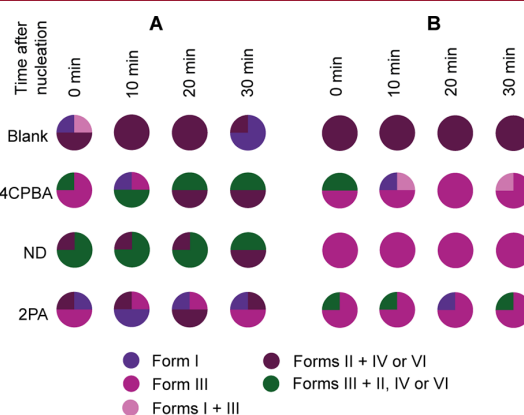 A
B
Time after
nucleation
0 min
10 min
20 min
30 min
0 min
10 min
20 min
30 min
Blank
4CPBA
ND
2PA
Form I
Forms II + IV or VI
Form III
Forms III + II, IV or VI
Forms I + III